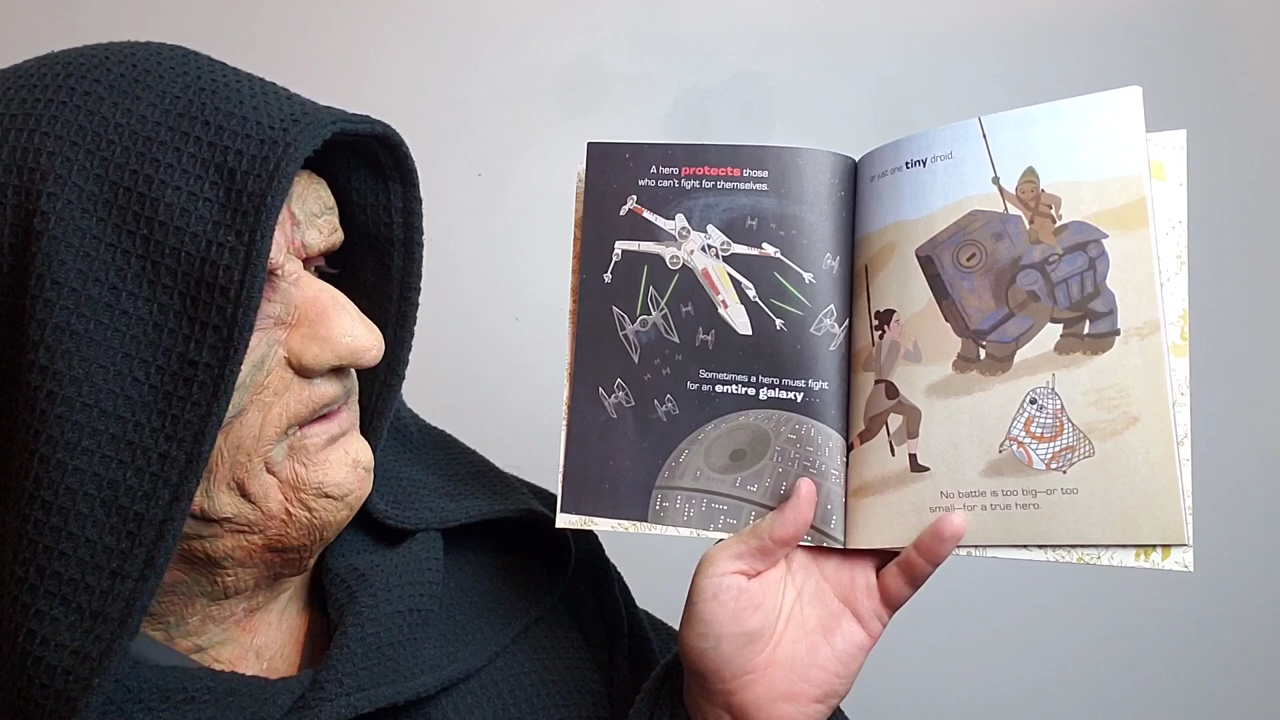 A hero protects those
who can't fight for themselves.
Sometimes a hero must fight
for an entire galaxy . . .
or just one tiny droid.
No battle is too big—or too
small—for a true hero.